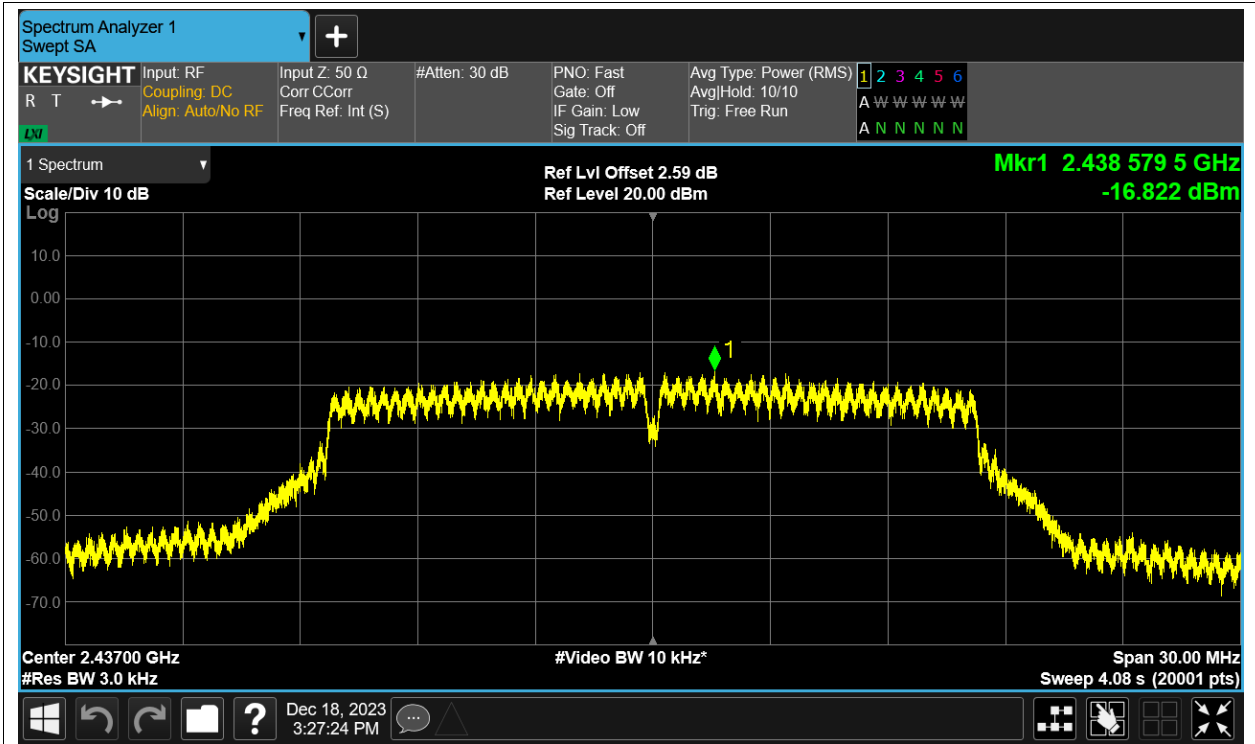 Spectrum Analyzer 1
Swept SA
KEYSIGHT
R T
LXI
Input: RF
Coupling: DC
Align: Auto/No RF
Input Z: 50 Ω
Corr CCorr
Freq Ref: Int (S)
#Atten: 30 dB
PNO: Fast
Gate: Off
IF Gain: Low
Sig Track: Off
Avg Type: Power (RMS)
Avg|Hold: 10/10
Trig: Free Run
1 2 3 4 5 6
A W W W W W
A N N N N N
1 Spectrum
Scale/Div 10 dB
Log
Ref Lvl Offset 2.59 dB
Ref Level 20.00 dBm
Mkr1 2.438 579 5 GHz
-16.822 dBm
10.0
0.00
-10.0
-20.0
-30.0
-40.0
-50.0
-60.0
-70.0
1
Center 2.43700 GHz
#Res BW 3.0 kHz
#Video BW 10 kHz*
Span 30.00 MHz
Sweep 4.08 s (20001 pts)
?
Dec 18, 2023
3:27:24 PM